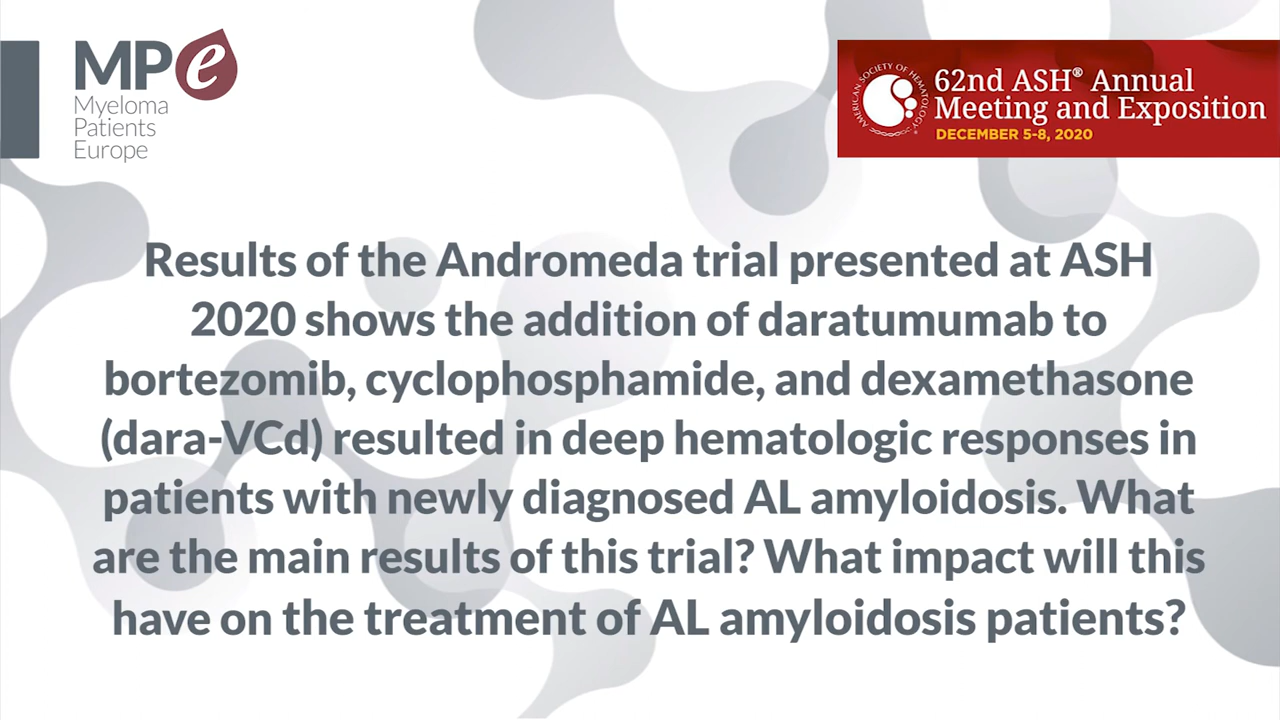 MPe
Myeloma
Patients
Europe
AMERICAN SOCIETY OF HEMATOLOGY®
62nd ASH® Annual
Meeting and Exposition
DECEMBER 5-8, 2020
Results of the Andromeda trial presented at ASH
2020 shows the addition of daratumumab to
bortezomib, cyclophosphamide, and dexamethasone
(dara-VCd) resulted in deep hematologic responses in
patients with newly diagnosed AL amyloidosis. What
are the main results of this trial? What impact will this
have on the treatment of AL amyloidosis patients?